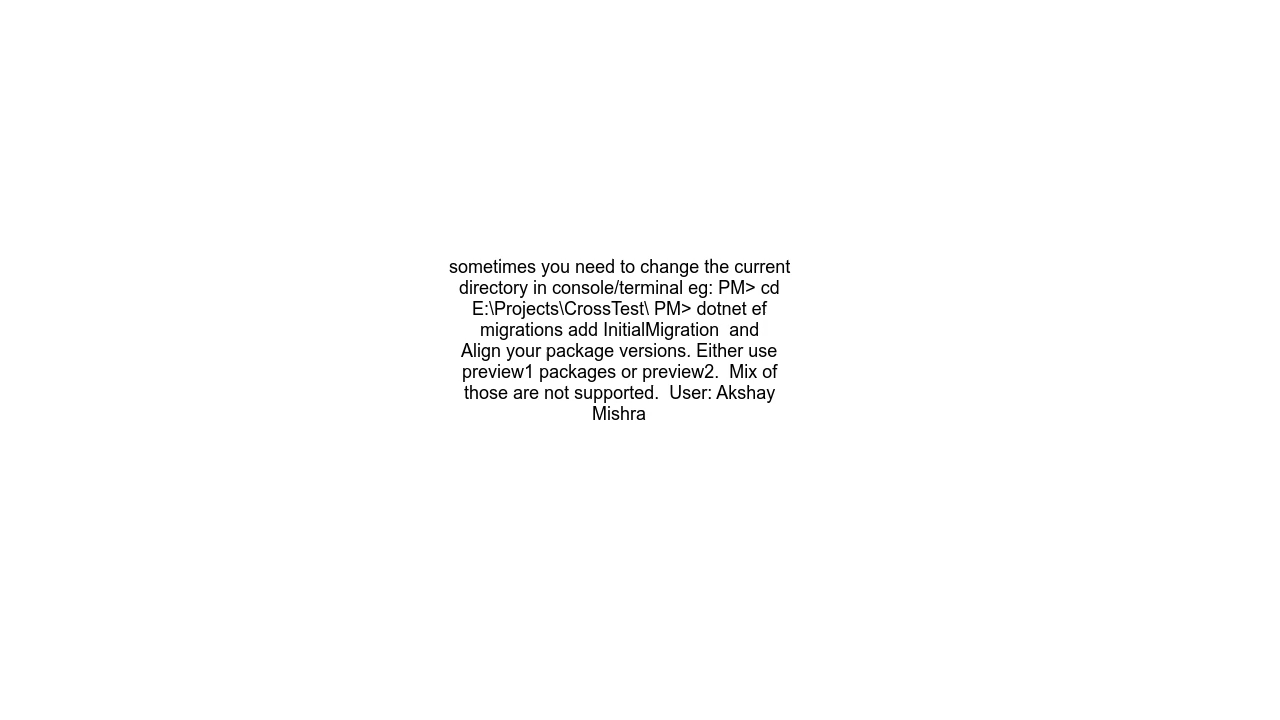 sometimes you need to change the current
directory in console/terminal eg: PM> cd
E:\Projects\CrossTest\ PM> dotnet ef
migrations add InitialMigration  and
Align your package versions. Either use
preview1 packages or preview2.  Mix of
those are not supported.  User: Akshay
Mishra